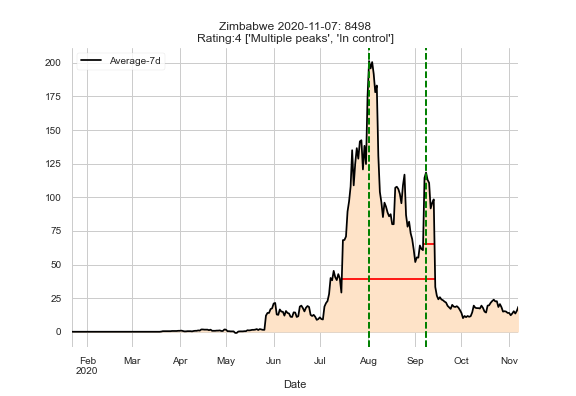 Zimbabwe 2020-11-07: 8498
Rating:4 ['Multiple peaks', 'In control']
Average-7d
200
175
150
125
100
75
50
25
0
Feb Mar Apr May Jun Jul Aug Sep Oct Nov
2020
Date